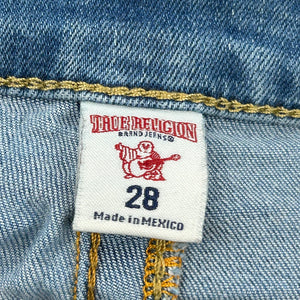 TRUE RELIGION
BRAND JEANS®
28
Made in MEXICO